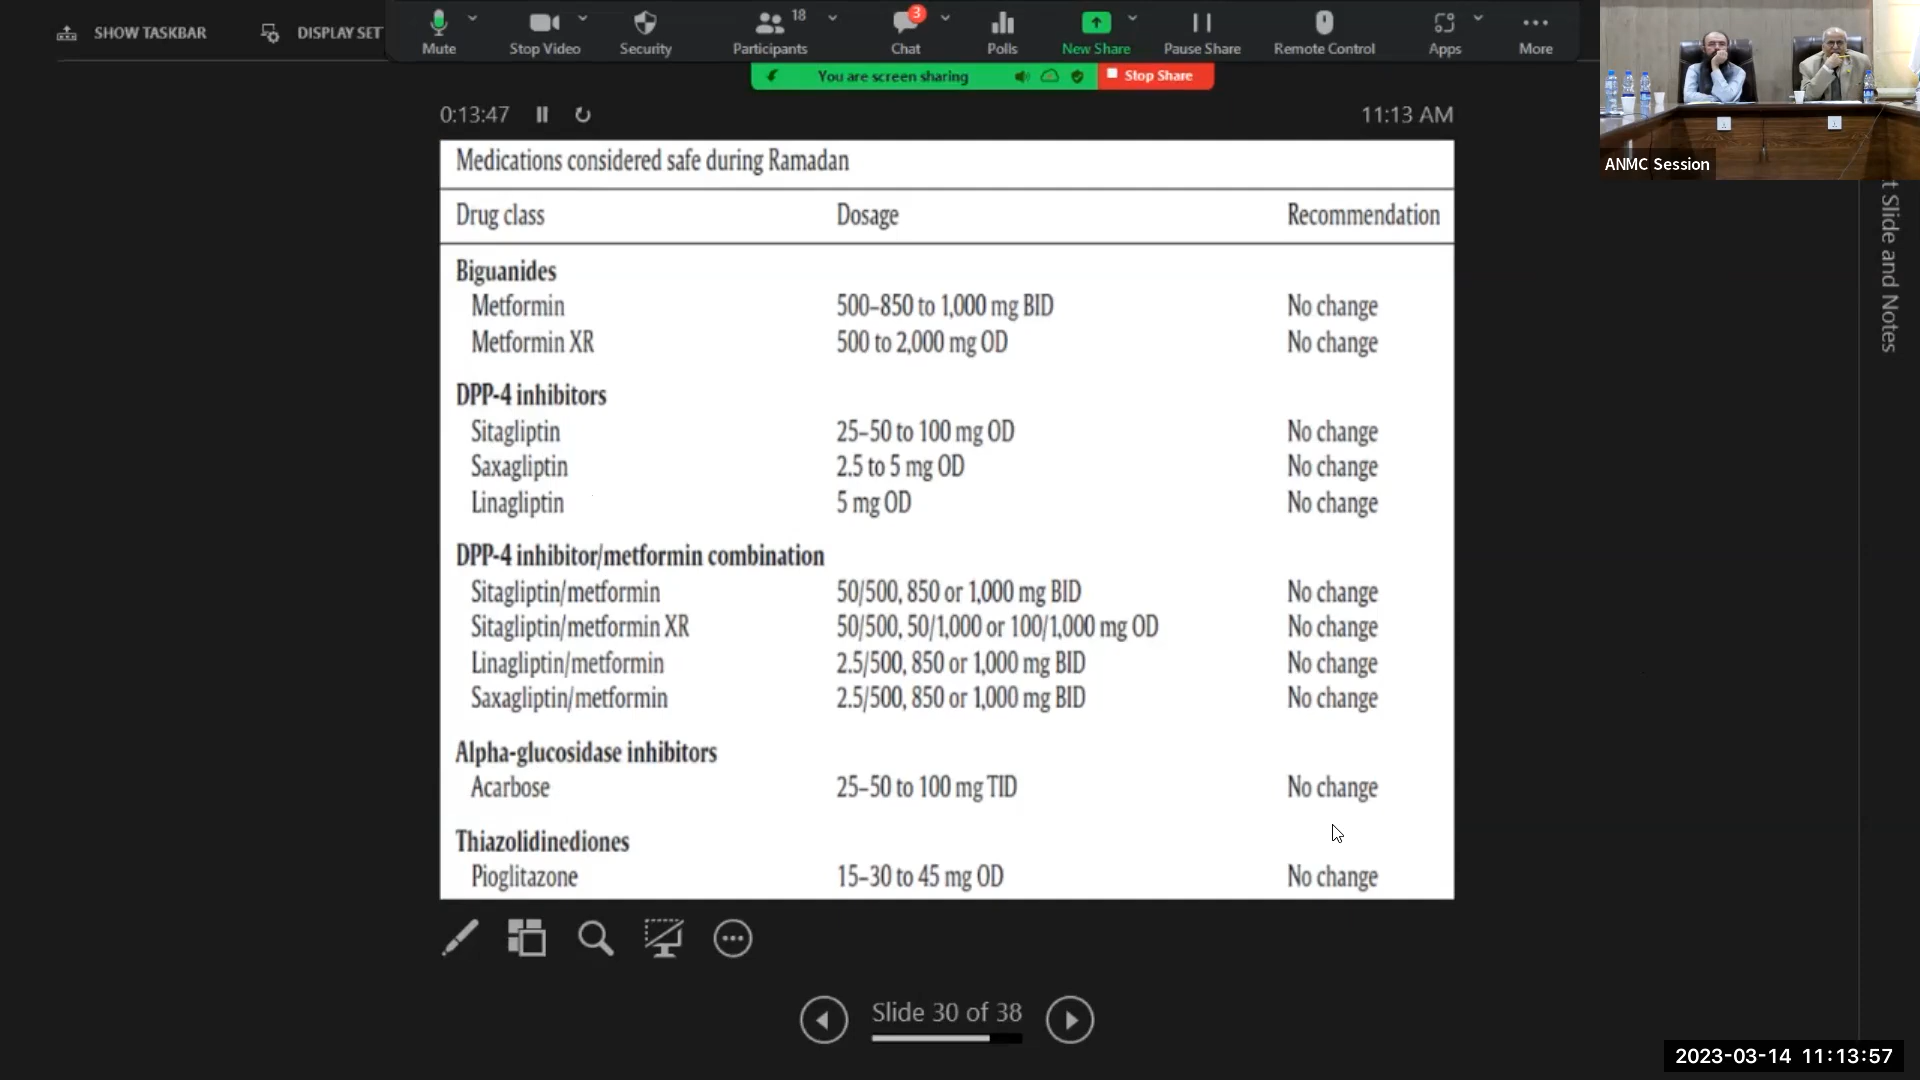 SHOW TASKBAR
DISPLAY SET
Mute
Stop Video
Security
18
Participants
3
Chat
Polls
New Share
Pause Share
Remote Control
Apps
More
You are screen sharing
Stop Share
0:13:47
11:13 AM
ANMC Session
t Slide and Notes
Medications considered safe during Ramadan
Drug class Dosage Recommendation
Biguanides
Metformin 500–850 to 1,000 mg BID No change
Metformin XR 500 to 2,000 mg OD No change
DPP-4 inhibitors
Sitagliptin 25–50 to 100 mg OD No change
Saxagliptin 2.5 to 5 mg OD No change
Linagliptin 5 mg OD No change
DPP-4 inhibitor/metformin combination
Sitagliptin/metformin 50/500, 850 or 1,000 mg BID No change
Sitagliptin/metformin XR 50/500, 50/1,000 or 100/1,000 mg OD No change
Linagliptin/metformin 2.5/500, 850 or 1,000 mg BID No change
Saxagliptin/metformin 2.5/500, 850 or 1,000 mg BID No change
Alpha-glucosidase inhibitors
Acarbose 25–50 to 100 mg TID No change
Thiazolidinediones
Pioglitazone 15–30 to 45 mg OD No change
Slide 30 of 38
2023-03-14 11:13:57